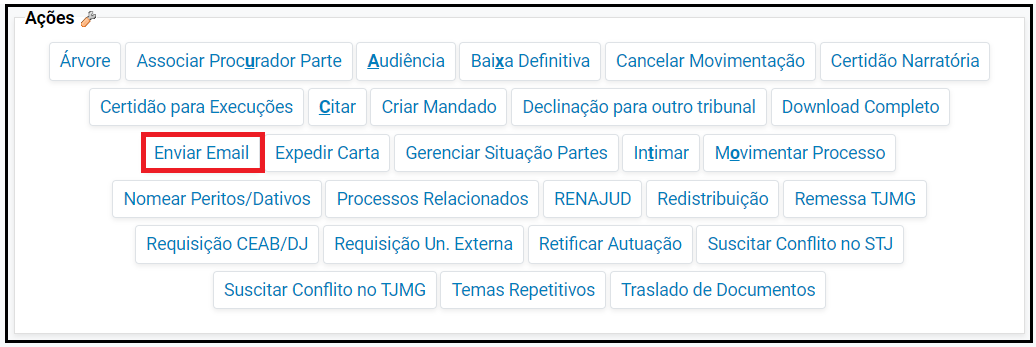 Ações
Árvore Associar Procurador Parte Audiência Baixa Definitiva Cancelar Movimentação Certidão Narratória
Certidão para Execuções Citar Criar Mandado Declinação para outro tribunal Download Completo
Enviar Email Expedir Carta Gerenciar Situação Partes Intimar Movimentar Processo
Nomear Peritos/Dativos Processos Relacionados RENAJUD Redistribuição Remessa TJMG
Requisição CEAB/DJ Requisição Un. Externa Retificar Autuação Suscitar Conflito no STJ
Suscitar Conflito no TJMG Temas Repetitivos Traslado de Documentos